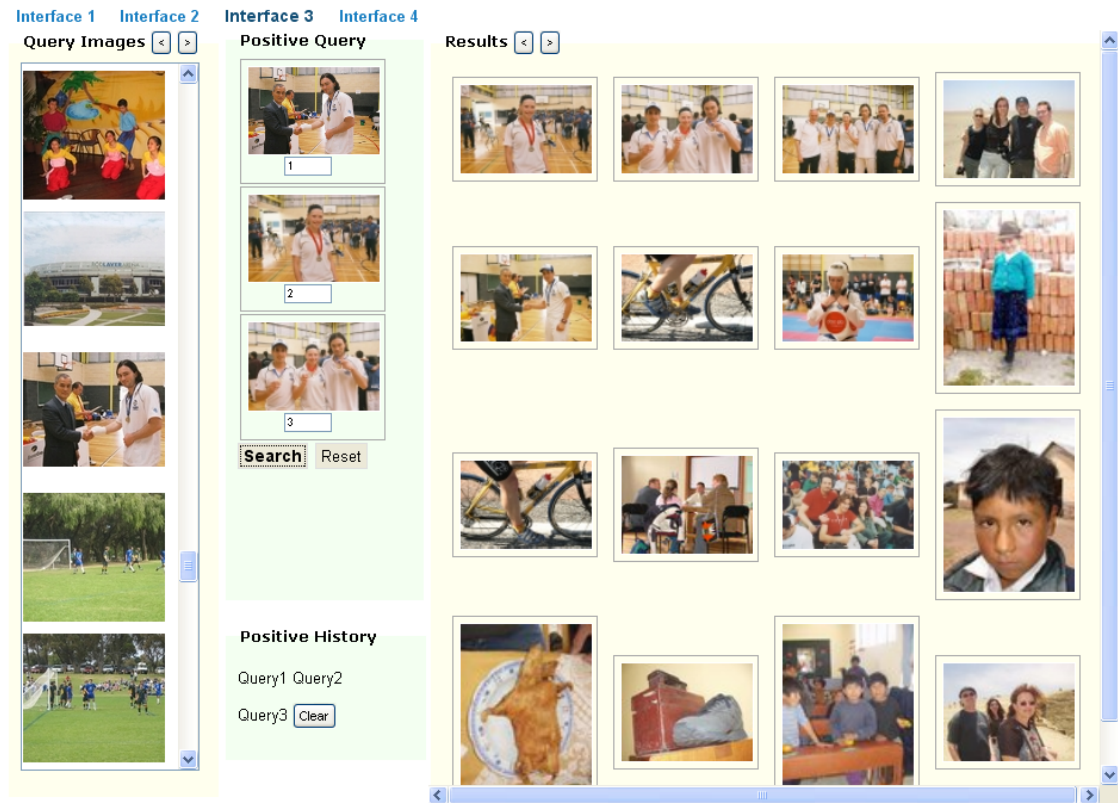 Interface 1 Interface 2 Interface 3 Interface 4
Query Images < >
Positive Query
1
2
3
Search Reset
Positive History
Query1 Query2
Query3 Clear
Results < >